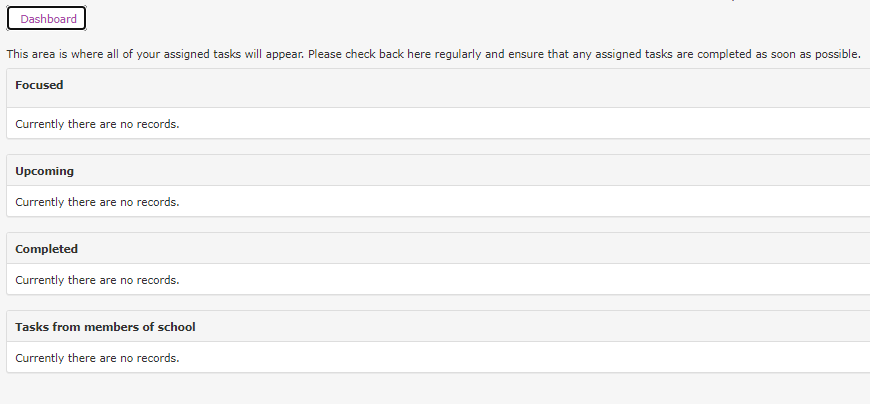 Dashboard
This area is where all of your assigned tasks will appear. Please check back here regularly and ensure that any assigned tasks are completed as soon as possible.
Focused
Currently there are no records.
Upcoming
Currently there are no records.
Completed
Currently there are no records.
Tasks from members of school
Currently there are no records.